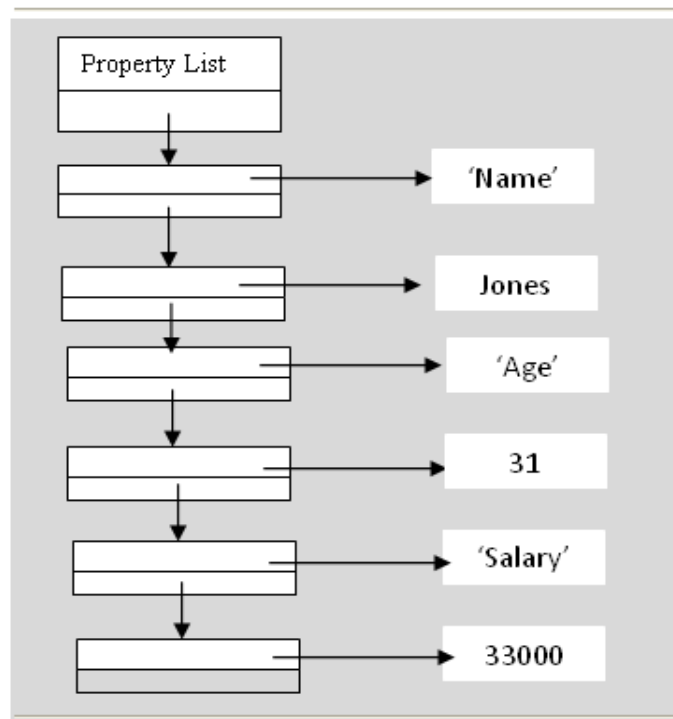 Property List
‘Name’
Jones
‘Age’
31
‘Salary’
33000